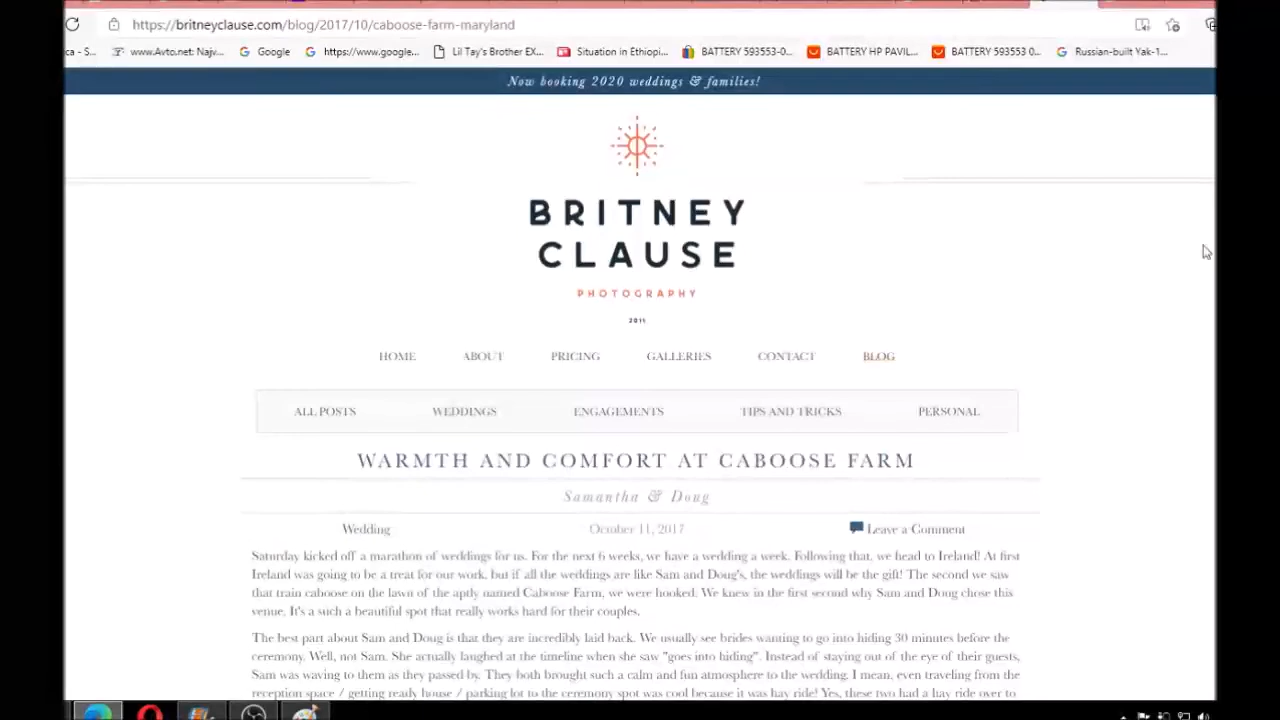 https://britneyclause.com/blog/2017/10/caboose-farm-maryland
ca - S... www.Avto.net: Najv... Google https://www.google... Lil Tay's Brother EX... Situation in Ethiopi... BATTERY 593553-0... BATTERY HP PAVIL... BATTERY 593553 0... Russian-built Yak-1...
Now booking 2020 weddings & families!
BRITNEY
CLAUSE
PHOTOGRAPHY
2011
HOME ABOUT PRICING GALLERIES CONTACT BLOG
ALL POSTS WEDDINGS ENGAGEMENTS TIPS AND TRICKS PERSONAL
WARMTH AND COMFORT AT CABOOSE FARM
Samantha & Doug
Wedding October 11, 2017 Leave a Comment
Saturday kicked off a marathon of weddings for us. For the next 6 weeks, we have a wedding a week. Following that, we head to Ireland! At first
Ireland was going to be a treat for our work, but if all the weddings are like Sam and Doug's, the weddings will be the gift! The second we saw
that train caboose on the lawn of the aptly named Caboose Farm, we were hooked. We knew in the first second why Sam and Doug chose this
venue. It's a such a beautiful spot that really works hard for their couples.
The best part about Sam and Doug is that they are incredibly laid back. We usually see brides wanting to go into hiding 30 minutes before the
ceremony. Well, not Sam. She actually laughed at the timeline when she saw "goes into hiding". Instead of staying out of the eye of their guests,
Sam was waving to them as they passed by. They both brought such a calm and fun atmosphere to the wedding. I mean, even traveling from the
reception space / getting ready house / parking lot to the ceremony spot was cool because it was hay ride! Yes, these two had a hay ride over to